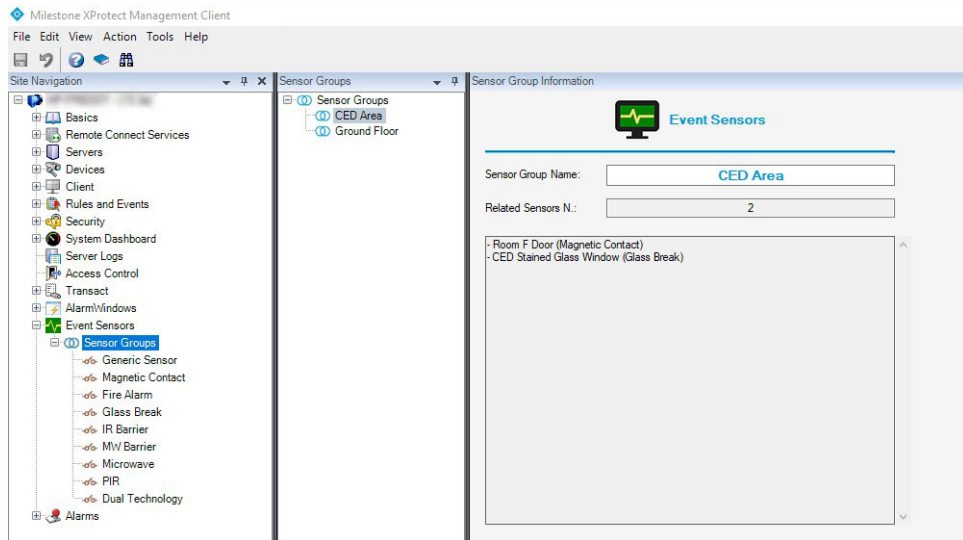 Milestone XProtect Management Client
File Edit View Action Tools Help
Site Navigation
Basics
Remote Connect Services
Servers
Devices
Client
Rules and Events
Security
System Dashboard
Server Logs
Access Control
Transact
AlarmWindows
Event Sensors
Sensor Groups
Generic Sensor
Magnetic Contact
Fire Alarm
Glass Break
IR Barrier
MW Barrier
Microwave
PIR
Dual Technology
Alarms
Sensor Groups
Sensor Groups
CED Area
Ground Floor
Sensor Group Information
Event Sensors
Sensor Group Name: CED Area
Related Sensors N.: 2
- Room F Door (Magnetic Contact)
- CED Stained Glass Window (Glass Break)